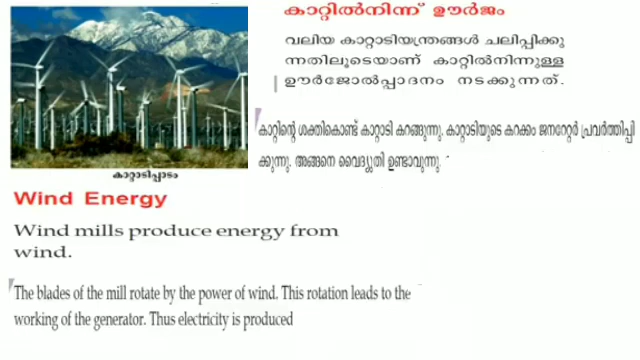 കാറ്റിൽനിന്ന് ഊർജം
വലിയ കാറ്റാടിയന്ത്രങ്ങൾ ചലിപ്പിക്കു
ന്നതിലൂടെയാണ് കാറ്റിൽനിന്നുള്ള
ഊർജോൽപ്പാദനം നടക്കുന്നത്.
കാറ്റിന്റെ ശക്തികൊണ്ട് കാറ്റാടി കറങ്ങുന്നു. കാറ്റാടിയുടെ കറക്കം ജനറേറ്റർ പ്രവർത്തിപ്പി
ക്കുന്നു. അങ്ങനെ വൈദ്യുതി ഉണ്ടാവുന്നു.
കാറ്റാടിപ്പാടം
Wind Energy
Wind mills produce energy from
wind.
The blades of the mill rotate by the power of wind. This rotation leads to the
working of the generator. Thus electricity is produced